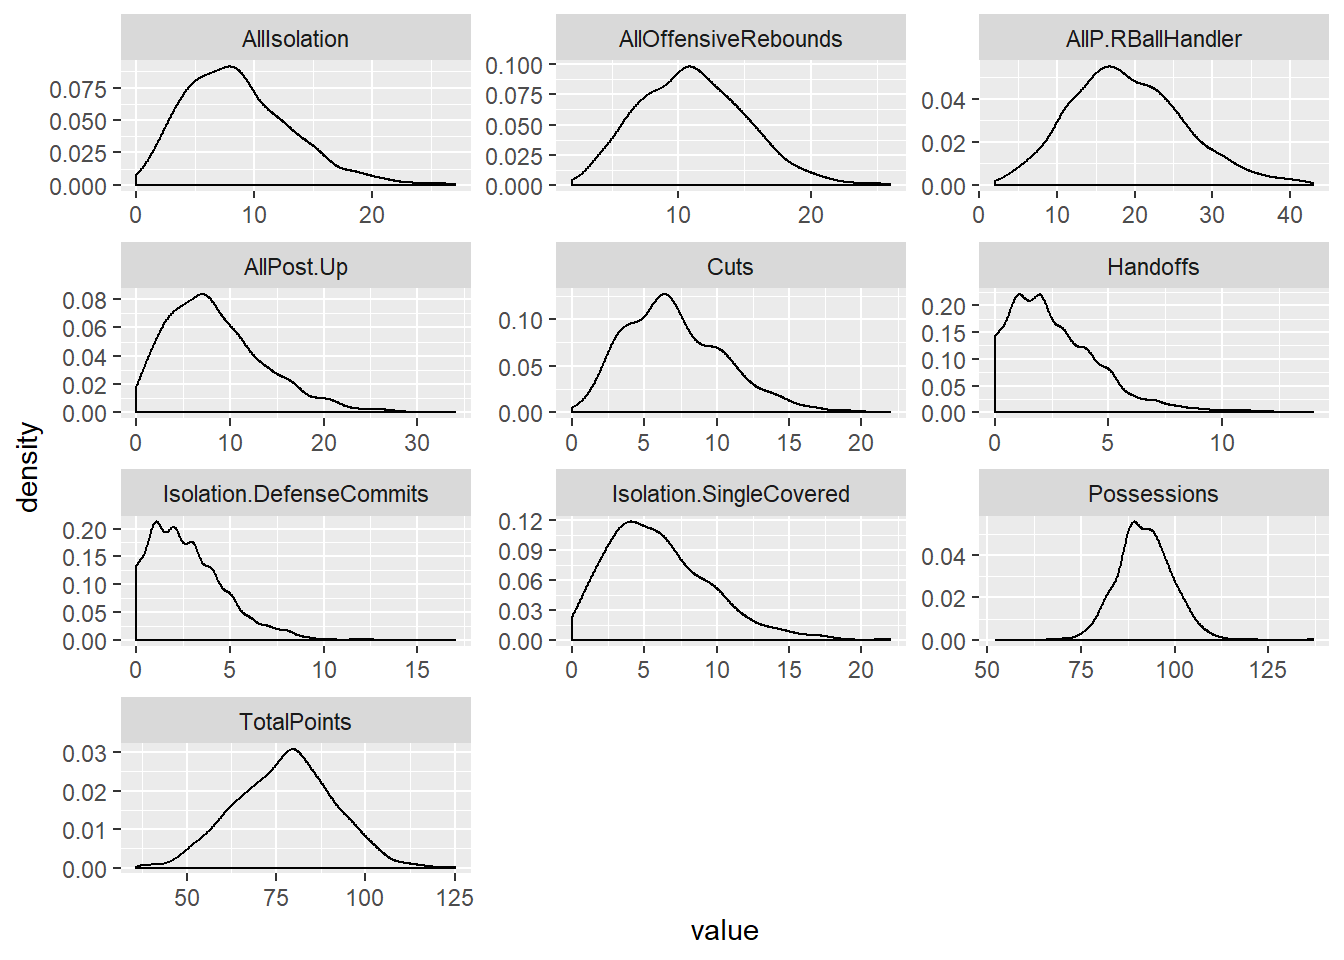 AllIsolation
AllOffensiveRebounds
AllP.RBallHandler
0.075
0.050
0.025
0.000
0 10 20
0.100
0.075
0.050
0.025
0.000
10 20
0.04
0.02
0.00
0 10 20 30 40
AllPost.Up
Cuts
Handoffs
0.08
0.06
0.04
0.02
0.00
0 10 20 30
0.10
0.05
0.00
0 5 10 15 20
0.20
0.15
0.10
0.05
0.00
0 5 10
Isolation.DefenseCommits
Isolation.SingleCovered
Possessions
0.20
0.15
0.10
0.05
0.00
0 5 10 15
0.12
0.09
0.06
0.03
0.00
0 5 10 15 20
0.04
0.02
0.00
50 75 100 125
TotalPoints
0.03
0.02
0.01
0.00
50 75 100 125
density
value